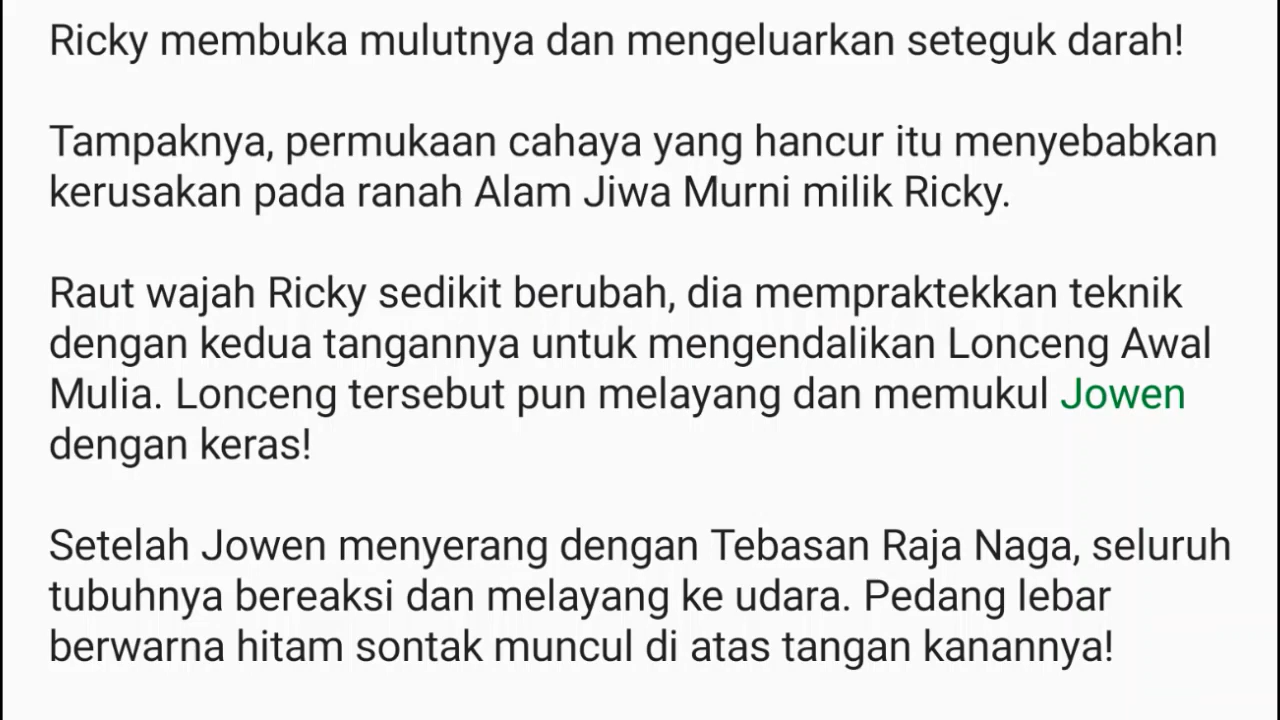 Ricky membuka mulutnya dan mengeluarkan seteguk darah!
Tampaknya, permukaan cahaya yang hancur itu menyebabkan
kerusakan pada ranah Alam Jiwa Murni milik Ricky.
Raut wajah Ricky sedikit berubah, dia mempraktekkan teknik
dengan kedua tangannya untuk mengendalikan Lonceng Awal
Mulia. Lonceng tersebut pun melayang dan memukul Jowen
dengan keras!
Setelah Jowen menyerang dengan Tebasan Raja Naga, seluruh
tubuhnya bereaksi dan melayang ke udara. Pedang lebar
berwarna hitam sontak muncul di atas tangan kanannya!